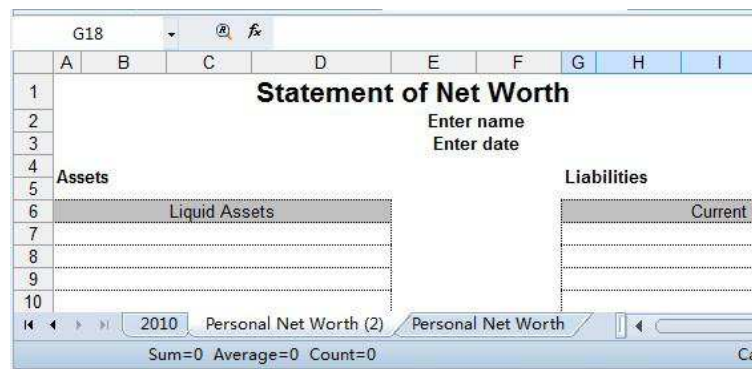 G18 fx
A B C D E F G H I
1 Statement of Net Worth
2 Enter name
3 Enter date
4
Assets Liabilities
5
6 Liquid Assets Current
7
8
9
10
2010 Personal Net Worth (2) Personal Net Worth
Sum=0 Average=0 Count=0